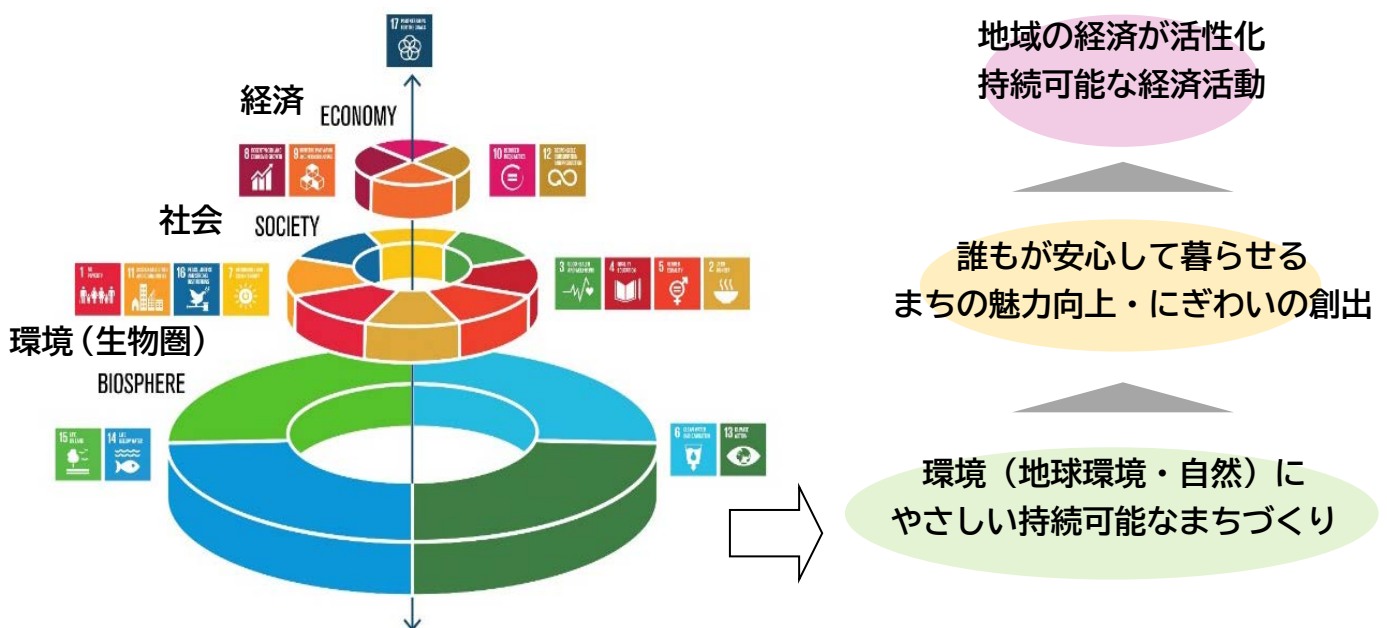 17
経済
ECONOMY
8
9
10
12
社会
SOCIETY
1
11
16
7
3
4
5
2
環境（生物圏）
BIOSPHERE
15
14
6
13
地域の経済が活性化
持続可能な経済活動
誰もが安心して暮らせる
まちの魅力向上・にぎわいの創出
環境（地球環境・自然）に
やさしい持続可能なまちづくり